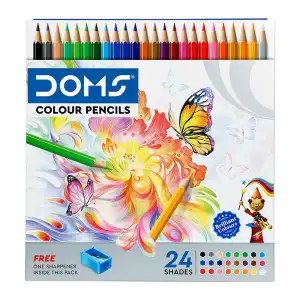 DOMS
COLOUR PENCILS
Brilliant
Colours
FREE
ONE SHARPENER
INSIDE THIS PACK
24
SHADES